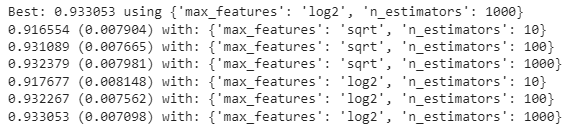 Best: 0.933053 using {'max_features': 'log2', 'n_estimators': 1000}
0.916554 (0.007904) with: {'max_features': 'sqrt', 'n_estimators': 10}
0.931089 (0.007665) with: {'max_features': 'sqrt', 'n_estimators': 100}
0.932379 (0.007981) with: {'max_features': 'sqrt', 'n_estimators': 1000}
0.917677 (0.008148) with: {'max_features': 'log2', 'n_estimators': 10}
0.932267 (0.007562) with: {'max_features': 'log2', 'n_estimators': 100}
0.933053 (0.007098) with: {'max_features': 'log2', 'n_estimators': 1000}